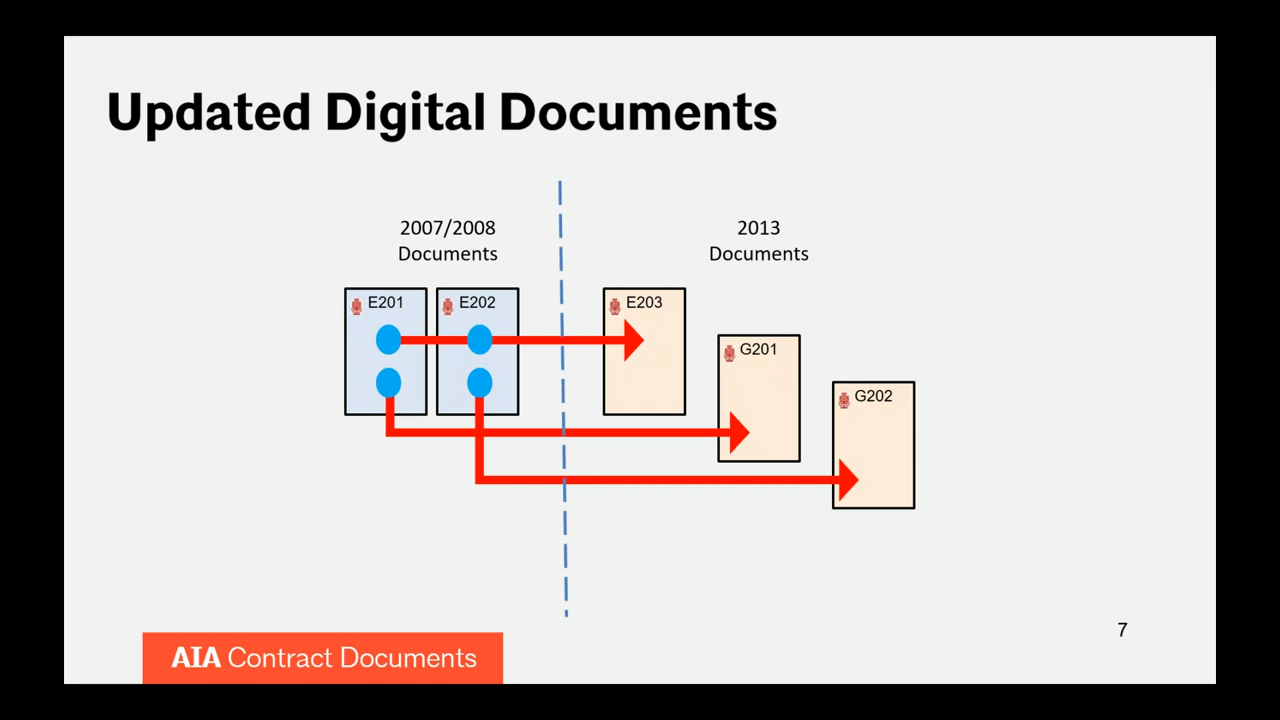 Updated Digital Documents
2007/2008
Documents
2013
Documents
E201
E202
E203
G201
G202
7
AIA Contract Documents